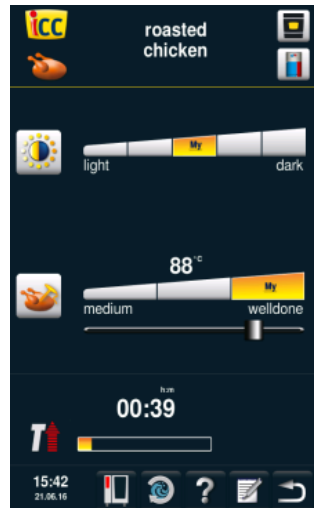 icc
roasted
chicken
My
light
dark
88°c
My
medium
welldone
h:m
00:39
T
15:42
21.06.16
?